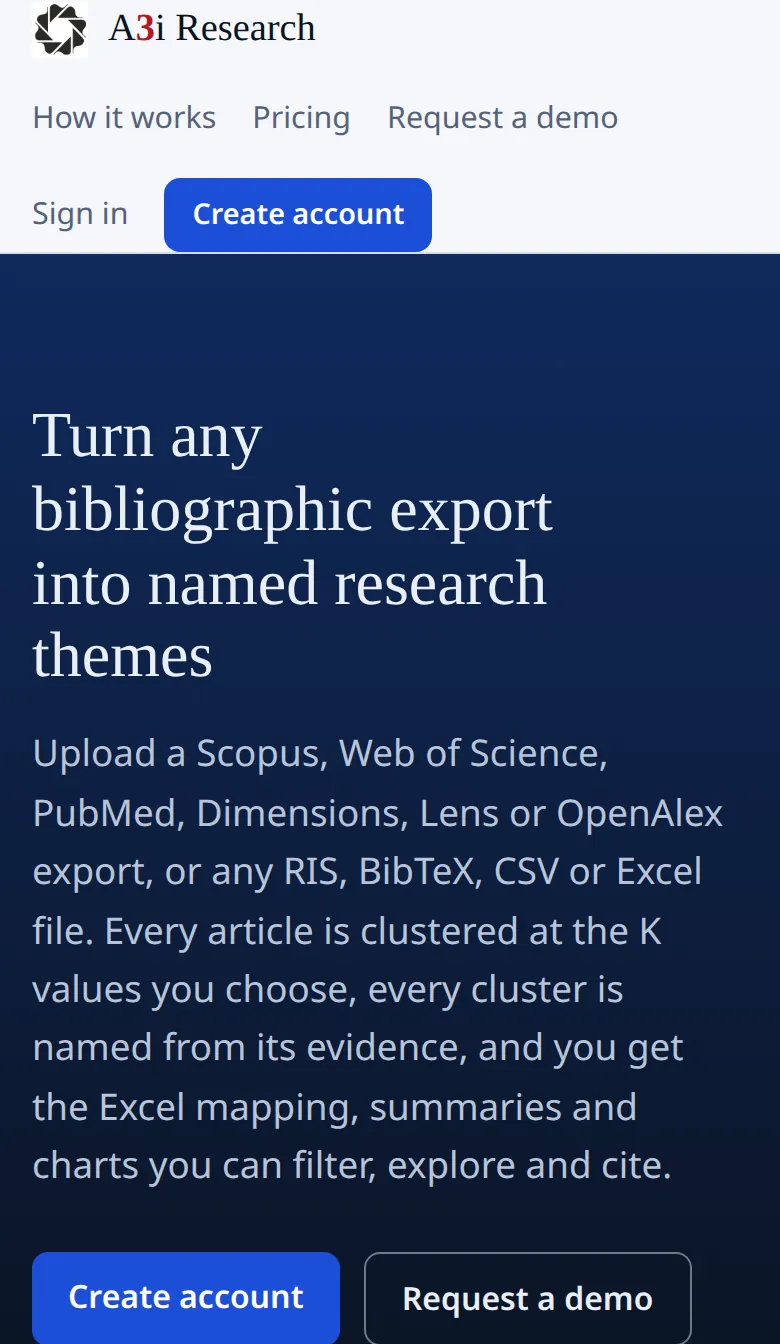 A3i Research
How it works Pricing Request a demo
Sign in Create account
Turn any
bibliographic export
into named research
themes
Upload a Scopus, Web of Science,
PubMed, Dimensions, Lens or OpenAlex
export, or any RIS, BibTeX, CSV or Excel
file. Every article is clustered at the K
values you choose, every cluster is
named from its evidence, and you get
the Excel mapping, summaries and
charts you can filter, explore and cite.
Create account Request a demo